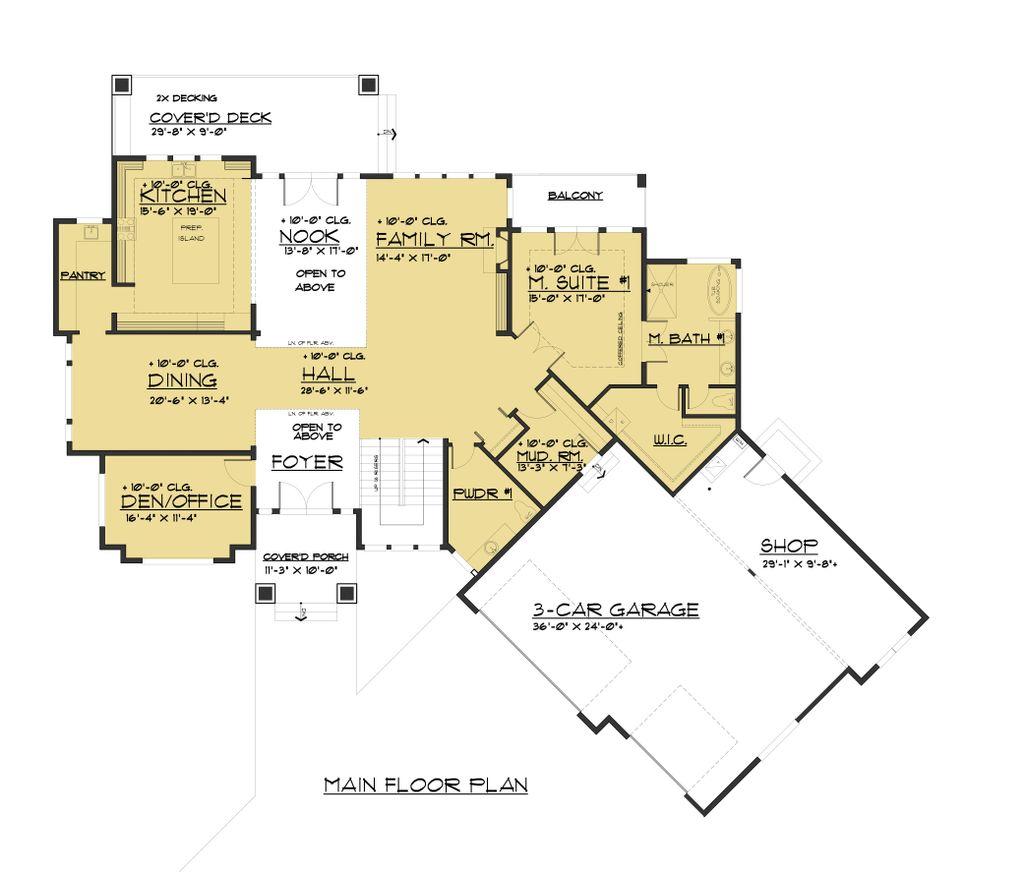 2X DECKING
COVER'D DECK
29'-8" X 9'-0"
DN
+ 10'-0" CLG.
KITCHEN
15'-6" X 19'-0"
PREP
ISLAND
PANTRY
+ 10'-0" CLG.
NOOK
13'-8" X 17'-0"
OPEN TO
ABOVE
+ 10'-0" CLG.
FAMILY RM.
14'-4" X 17'-0"
BALCONY
+ 10'-0" CLG.
M. SUITE #1
15'-0" X 17'-0"
COFFERED CEILING
SHOWER
M. BATH #1
LN. OF FLR. ABV.
+ 10'-0" CLG.
DINING
20'-6" X 13'-4"
+ 10'-0" CLG.
HALL
28'-6" X 11'-6"
LN. OF FLR. ABV.
OPEN TO
ABOVE
FOYER
+ 10'-0" CLG.
MUD. RM.
13'-3" X 7'-3"
DN
W.I.C.
+ 10'-0" CLG.
DEN/OFFICE
16'-4" X 11'-4"
PWDR #1
COVER'D PORCH
11'-3" X 10'-0"
DN
SHOP
29'-1" X 9'-8"+
3-CAR GARAGE
36'-0" X 24'-0"+
MAIN FLOOR PLAN